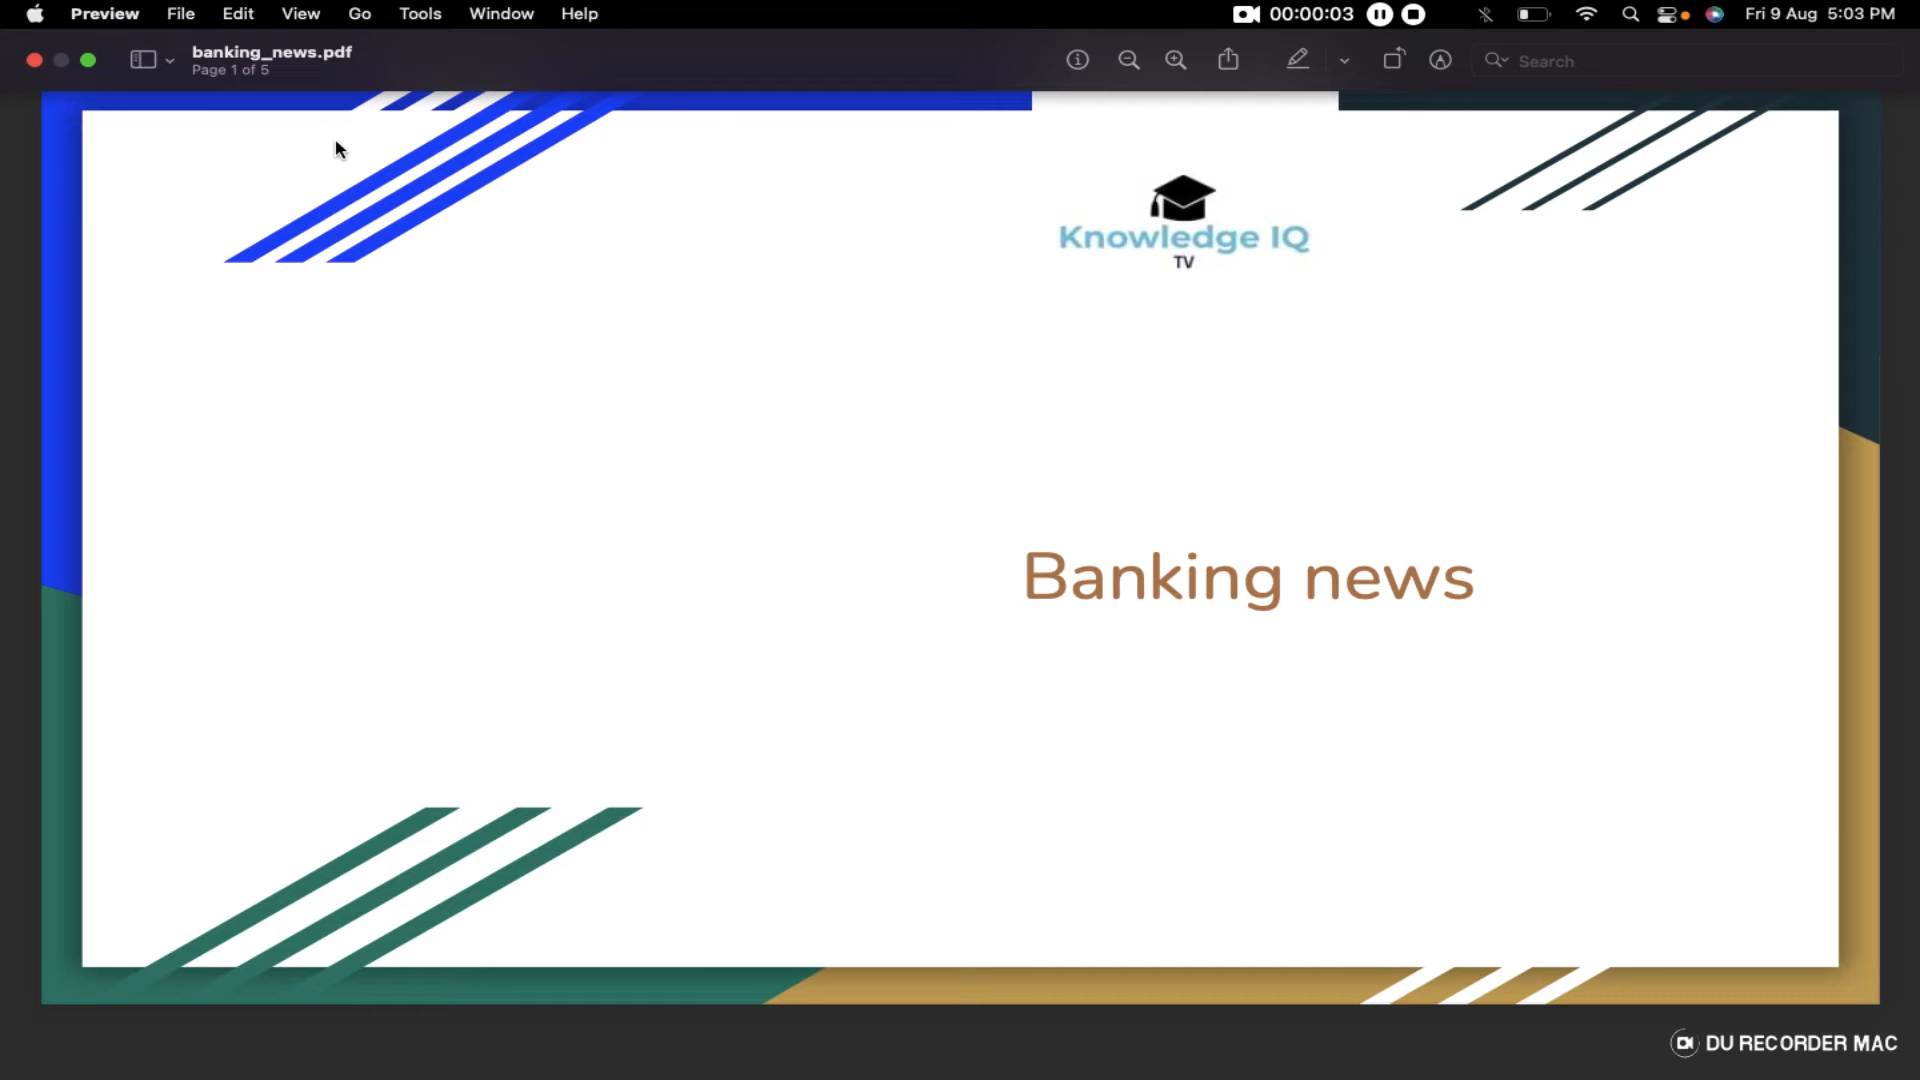 Preview File Edit View Go Tools Window Help 00:00:03 Fri 9 Aug 5:03 PM
banking_news.pdf
Page 1 of 5
Search
Knowledge IQ
TV
Banking news
DU RECORDER MAC